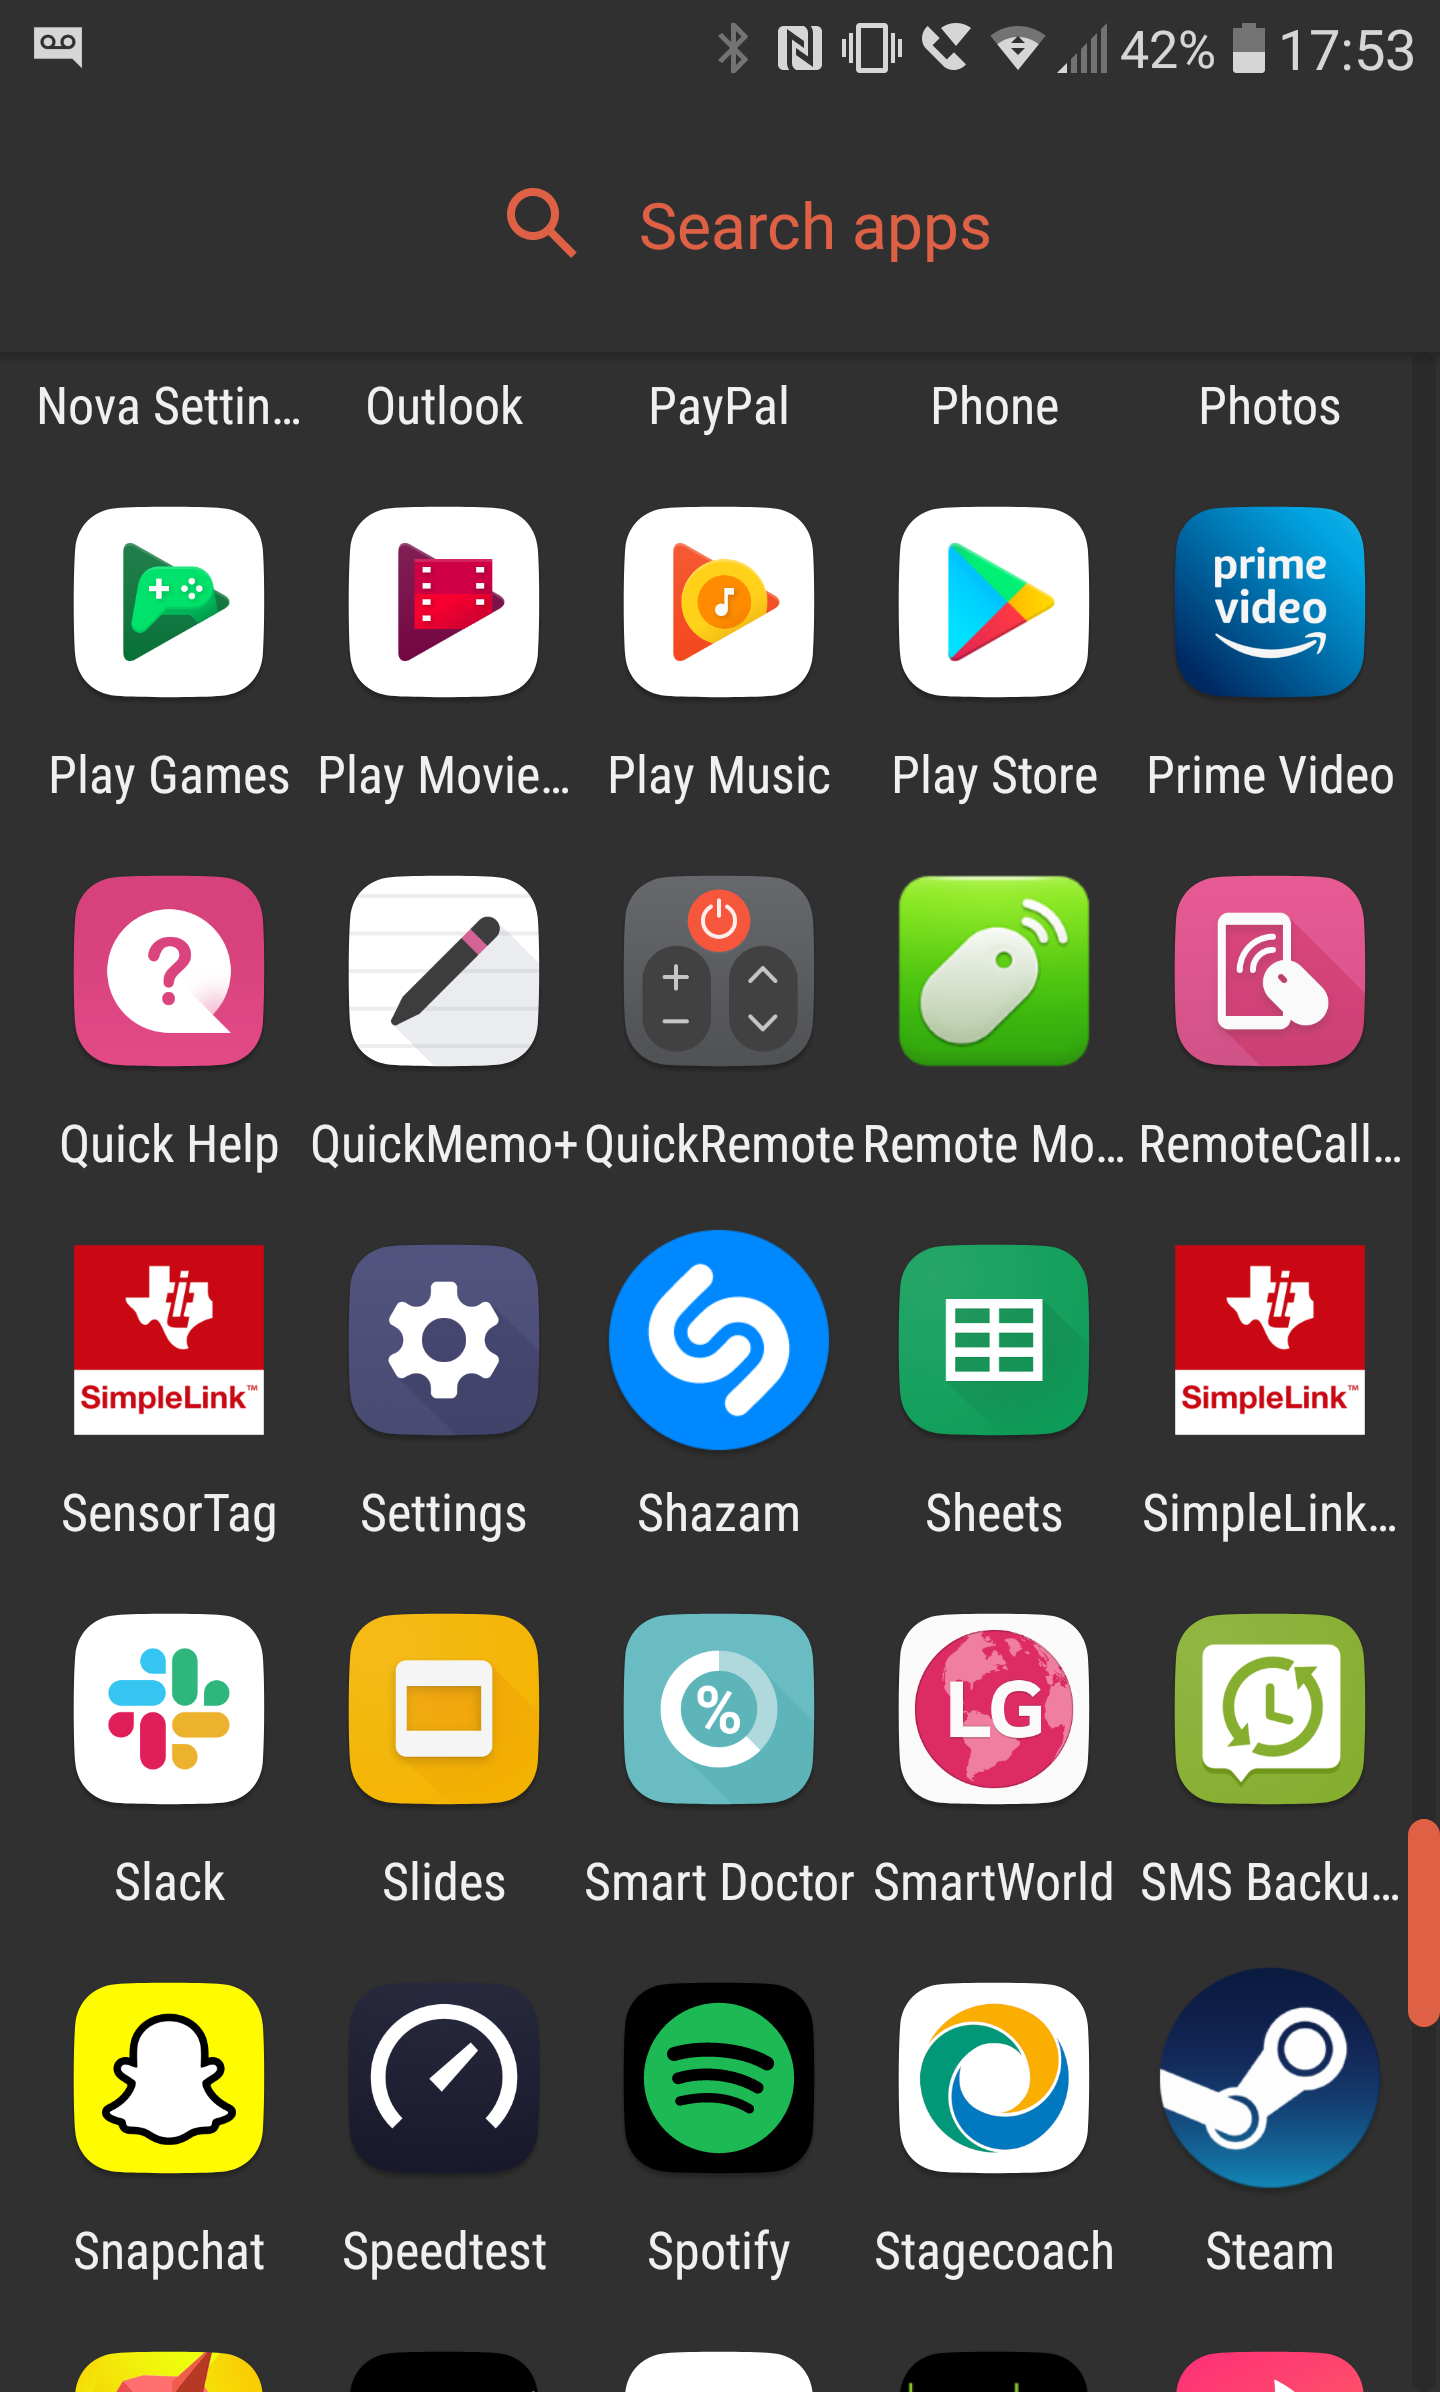 42% 17:53
Search apps
Nova Settin... Outlook PayPal Phone Photos
prime
video
Play Games Play Movie... Play Music Play Store Prime Video
Quick Help QuickMemo+ QuickRemote Remote Mo... RemoteCall...
SimpleLink™ SimpleLink™
SensorTag Settings Shazam Sheets SimpleLink...
% LG
Slack Slides Smart Doctor SmartWorld SMS Backu...
Snapchat Speedtest Spotify Stagecoach Steam